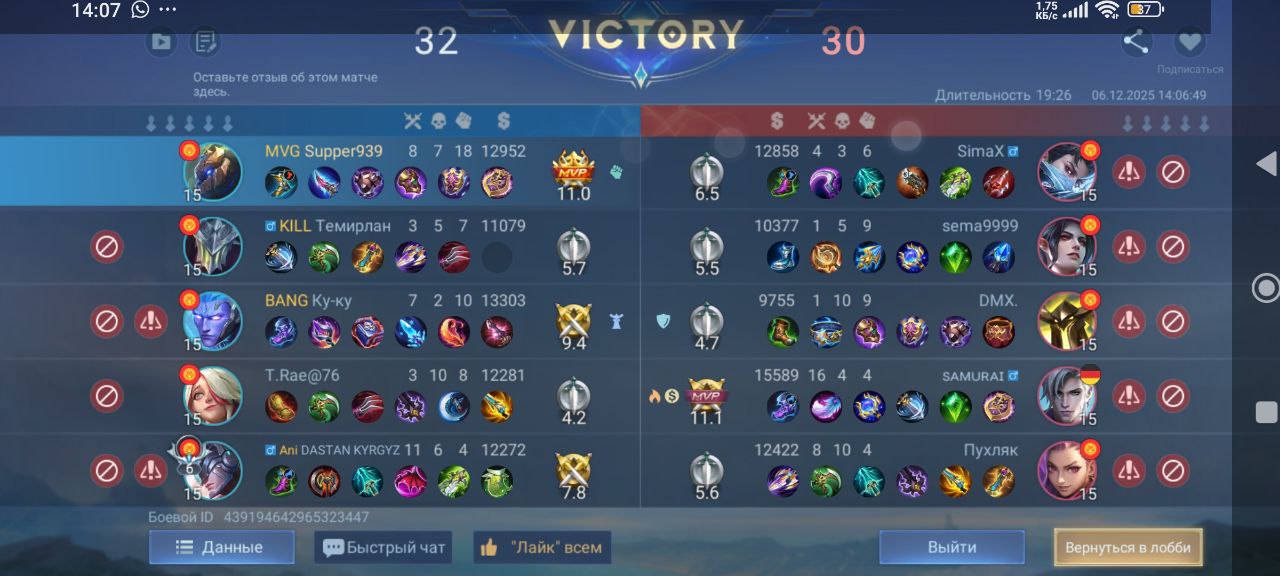 14:07
1,75
КБ/с
37
32
VICTORY
30
Оставьте отзыв об этом матче
здесь.
Подписаться
Длительность 19:26 06.12.2025 14:06:49
MVG Supper939 8 7 18 12952
15
MVP
11.0
12858 4 3 6 SimaX
6.5
15
KILL Темирлан 3 5 7 11079
15
5.7
10377 1 5 9 sema9999
5.5
15
BANG Ку-ку 7 2 10 13303
15
9.4
9755 1 10 9 DMX.
4.7
15
T.Rae@76 3 10 8 12281
15
4.2
15589 16 4 4 SAMURAI
MVP
11.1
15
Ani DASTAN KYRGYZ 11 6 4 12272
6
15
7.8
12422 8 10 4 Пухляк
5.6
15
Боевой ID 439194642965323447
Данные
Быстрый чат
"Лайк" всем
Выйти
Вернуться в лобби